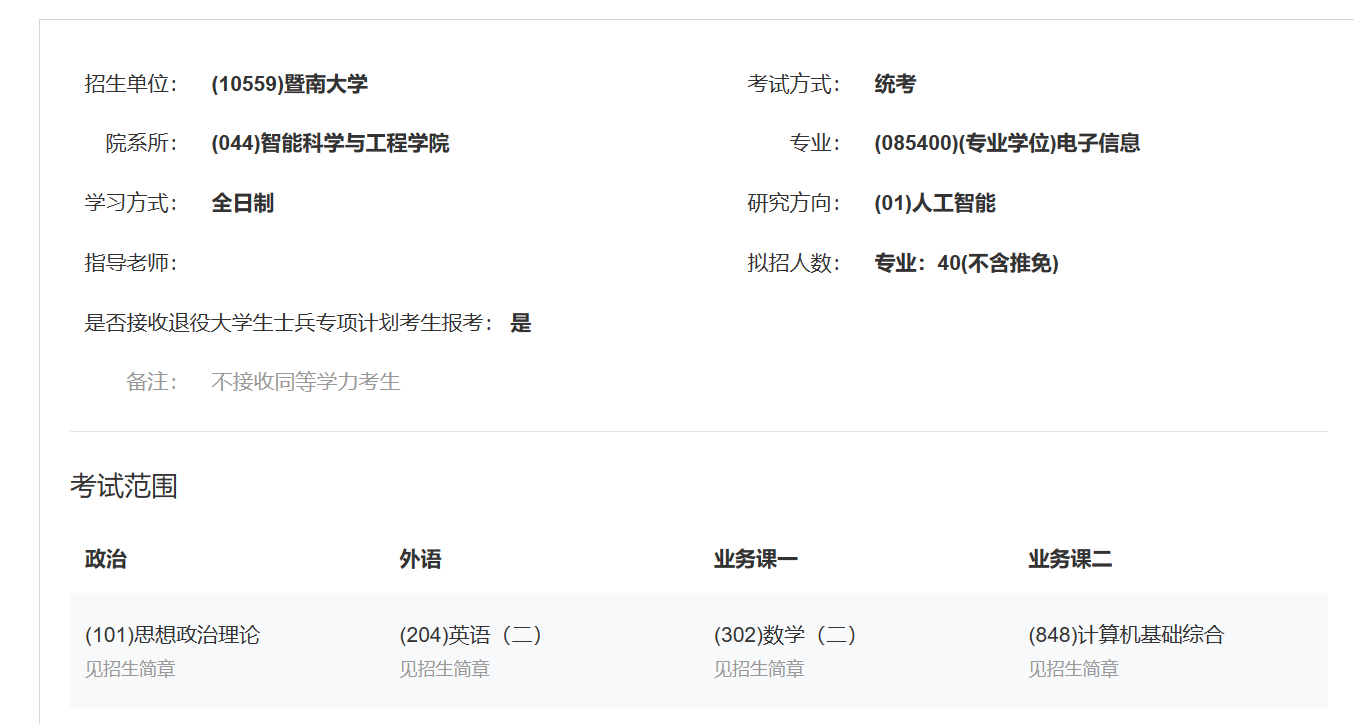 招生单位： (10559)暨南大学 考试方式： 统考
院系所： (044)智能科学与工程学院 专业： (085400)(专业学位)电子信息
学习方式： 全日制 研究方向： (01)人工智能
指导老师： 拟招人数： 专业：40(不含推免)
是否接收退役大学生士兵专项计划考生报考： 是
备注： 不接收同等学力考生
考试范围
政治 外语 业务课一 业务课二
(101)思想政治理论 (204)英语（二） (302)数学（二） (848)计算机基础综合
见招生简章 见招生简章 见招生简章 见招生简章